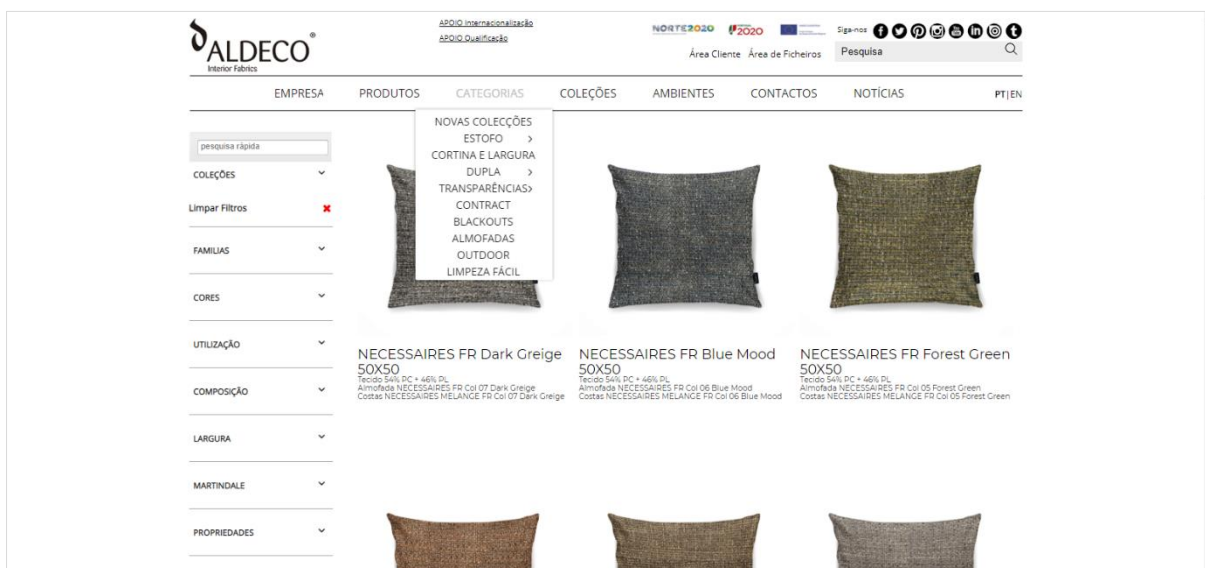 APOIO Internacionalização
APOIO Qualificação
NORTE2020
2020
Siga-nos
ALDECO®
Interior Fabrics
Área Cliente Área de Ficheiros
Pesquisa
EMPRESA PRODUTOS CATEGORIAS COLEÇÕES AMBIENTES CONTACTOS NOTÍCIAS PT|EN
NOVAS COLECÇÕES
ESTOFO
CORTINA E LARGURA
DUPLA
TRANSPARÊNCIAS
CONTRACT
BLACKOUTS
ALMOFADAS
OUTDOOR
LIMPEZA FÁCIL
pesquisa rápida
COLEÇÕES
Limpar Filtros
FAMILIAS
CORES
UTILIZAÇÃO
COMPOSIÇÃO
LARGURA
MARTINDALE
PROPRIEDADES
NECESSAIRES FR Dark Greige
50X50
Tecido 54% PC + 46% PL
Almofada NECESSAIRES FR Col 07 Dark Greige
Costas NECESSAIRES MELANGE FR Col 07 Dark Greige
NECESSAIRES FR Blue Mood
50X50
Tecido 54% PC + 46% PL
Almofada NECESSAIRES FR Col 06 Blue Mood
Costas NECESSAIRES MELANGE FR Col 06 Blue Mood
NECESSAIRES FR Forest Green
50X50
Tecido 54% PC + 46% PL
Almofada NECESSAIRES FR Col 05 Forest Green
Costas NECESSAIRES MELANGE FR Col 05 Forest Green